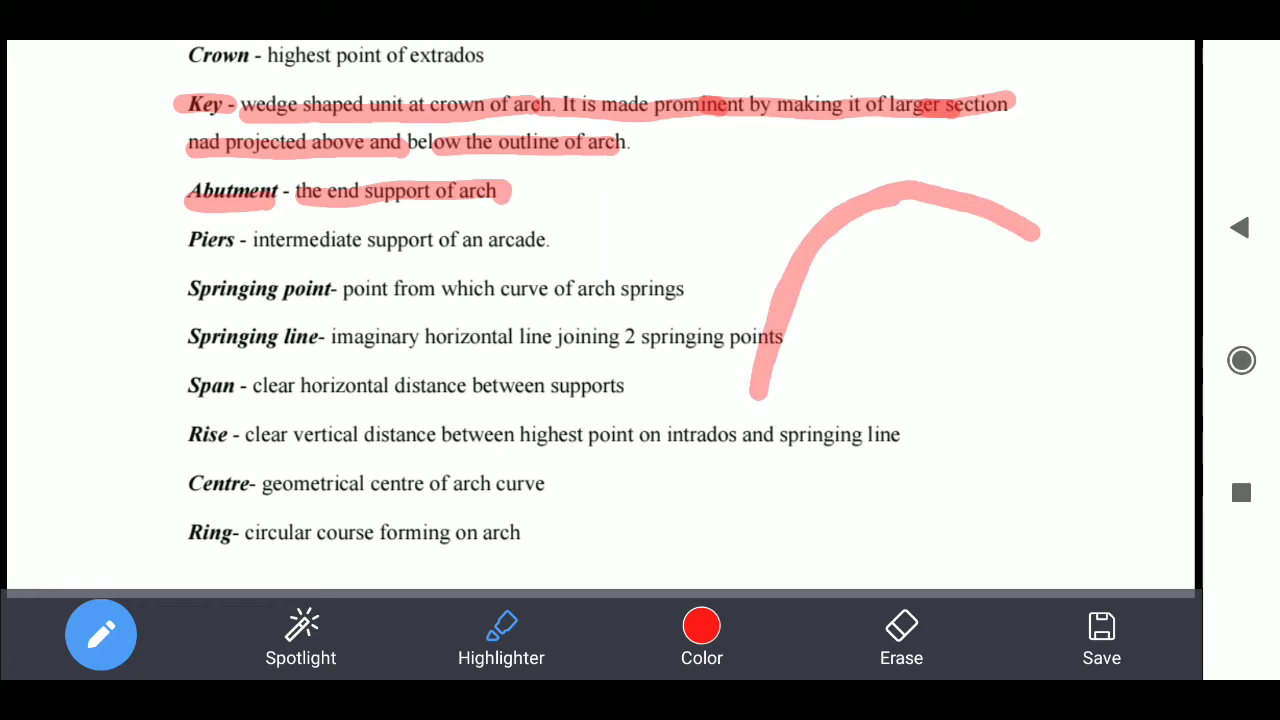 Crown - highest point of extrados
Key - wedge shaped unit at crown of arch. It is made prominent by making it of larger section
nad projected above and below the outline of arch.
Abutment - the end support of arch
Piers - intermediate support of an arcade.
Springing point- point from which curve of arch springs
Springing line- imaginary horizontal line joining 2 springing points
Span - clear horizontal distance between supports
Rise - clear vertical distance between highest point on intrados and springing line
Centre- geometrical centre of arch curve
Ring- circular course forming on arch
Spotlight Highlighter Color Erase Save